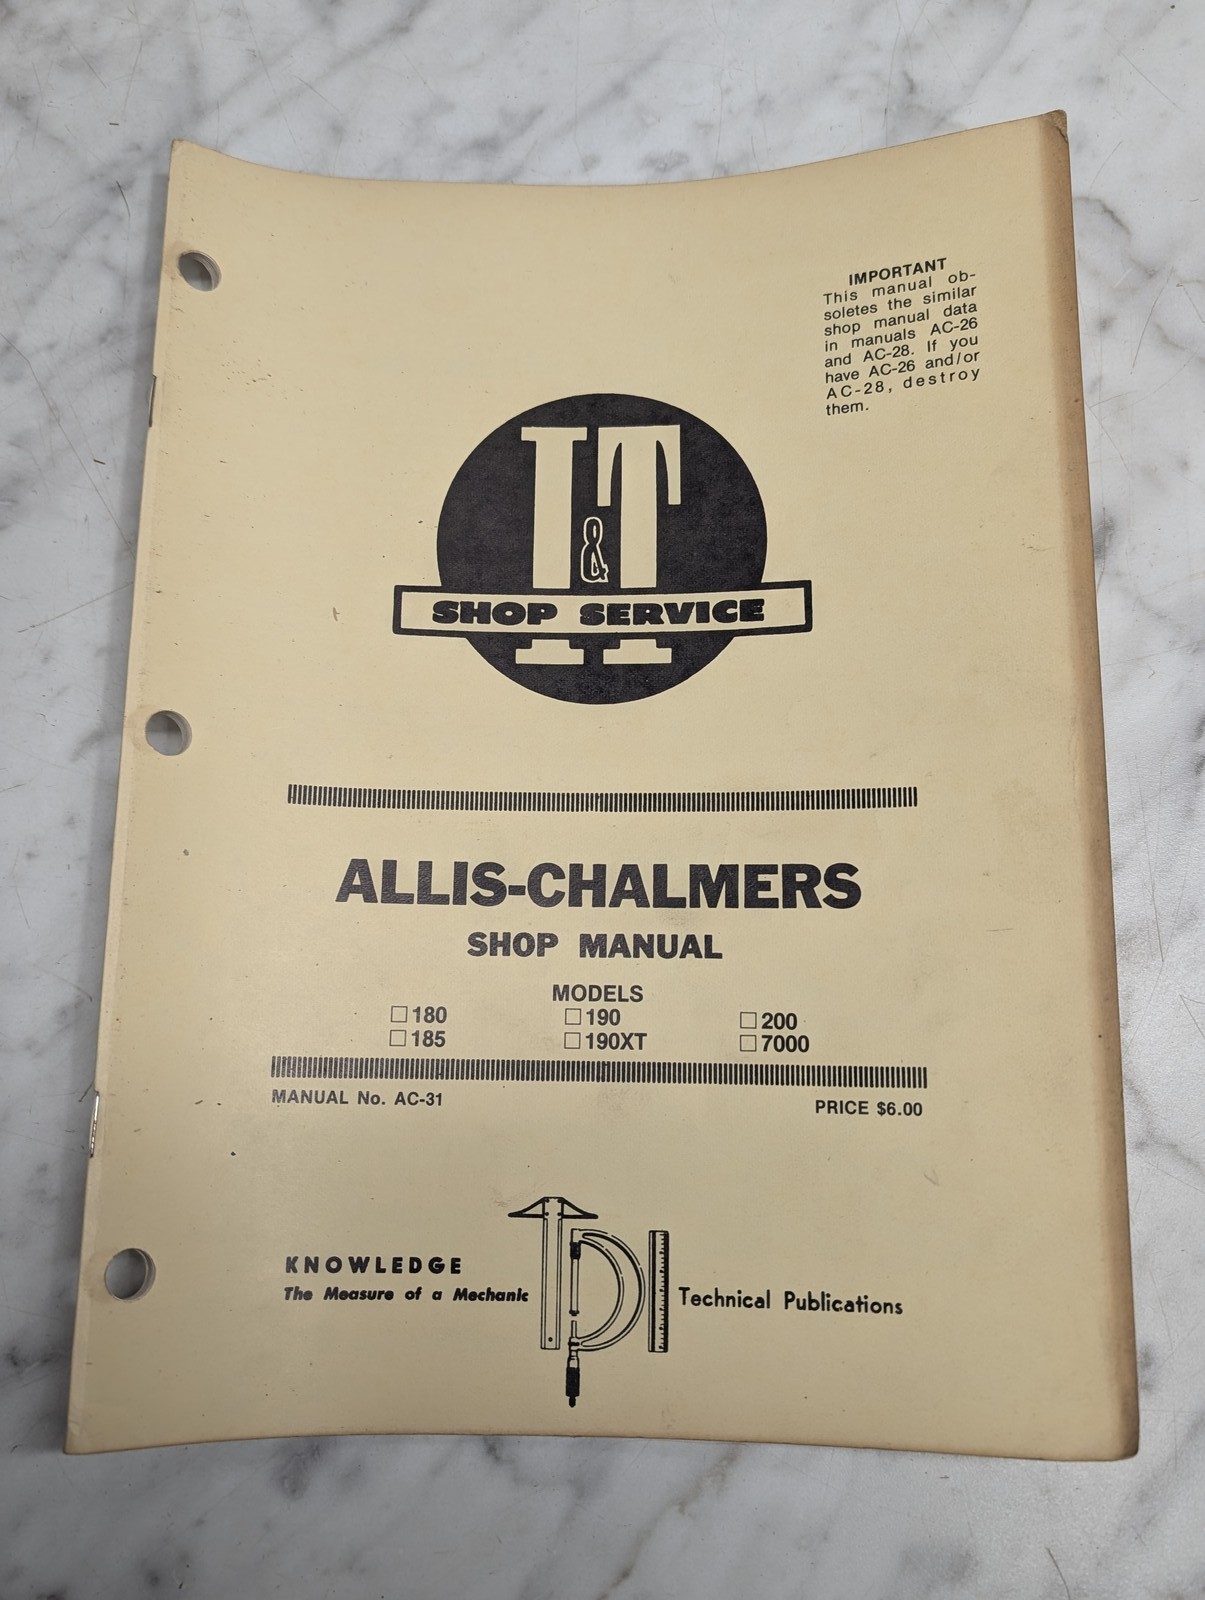 IMPORTANT
This manual ob-
soletes the similar
shop manual data
in manuals AC-26
and AC-28. If you
have AC-26 and/or
AC-28, destroy
them.
I&T
SHOP SERVICE
ALLIS-CHALMERS
SHOP MANUAL
MODELS
☐180 ☐190 ☐200
☐185 ☐190XT ☐7000
MANUAL No. AC-31 PRICE $6.00
KNOWLEDGE
The Measure of a Mechanic
TPI
Technical Publications